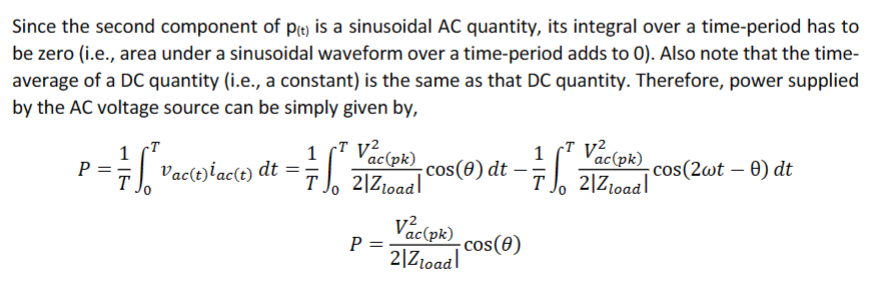 Since the second component of p(t) is a sinusoidal AC quantity, its integral over a time-period has to
be zero (i.e., area under a sinusoidal waveform over a time-period adds to 0). Also note that the time-
average of a DC quantity (i.e., a constant) is the same as that DC quantity. Therefore, power supplied
by the AC voltage source can be simply given by,
$P = \frac{1}{T}\int_0^T v_{ac(t)} i_{ac(t)} \, dt = \frac{1}{T}\int_0^T \frac{V_{ac(pk)}^2}{2|Z_{load}|} \cos(\theta) \, dt - \frac{1}{T}\int_0^T \frac{V_{ac(pk)}^2}{2|Z_{load}|} \cos(2\omega t - \theta) \, dt$
$P = \frac{V_{ac(pk)}^2}{2|Z_{load}|} \cos(\theta)$